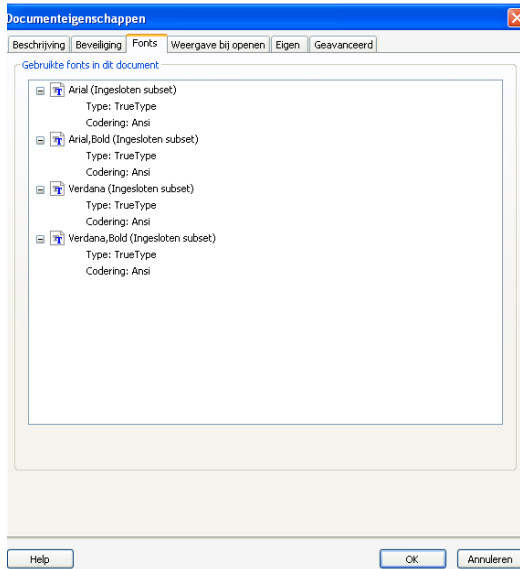 Documenteigenschappen
Beschrijving Beveiliging Fonts Weergave bij openen Eigen Geavanceerd
Gebruikte fonts in dit document
Arial (Ingesloten subset)
Type: TrueType
Codering: Ansi
Arial,Bold (Ingesloten subset)
Type: TrueType
Codering: Ansi
Verdana (Ingesloten subset)
Type: TrueType
Codering: Ansi
Verdana,Bold (Ingesloten subset)
Type: TrueType
Codering: Ansi
Help OK Annuleren